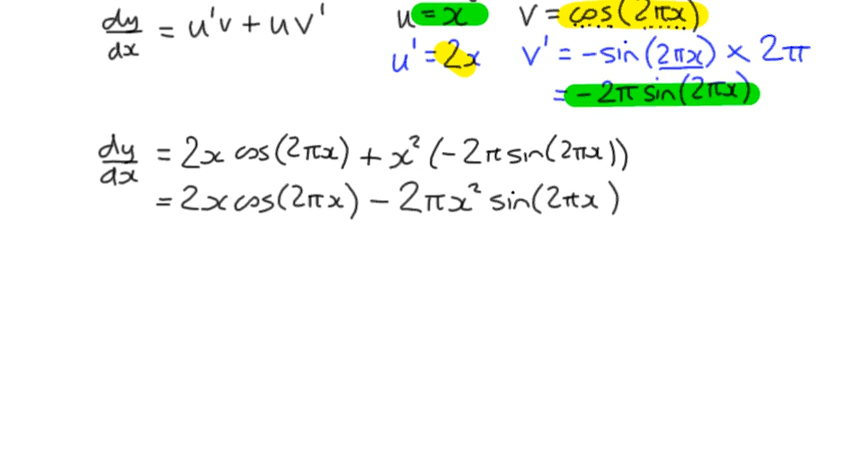 dy/dx = u'v + uv' u = x v = cos(2πx)
u' = 2x v' = -sin(2πx) × 2π
= -2π sin(2πx)
dy/dx = 2x cos(2πx) + x² (-2π sin(2πx))
= 2x cos(2πx) - 2πx² sin(2πx)